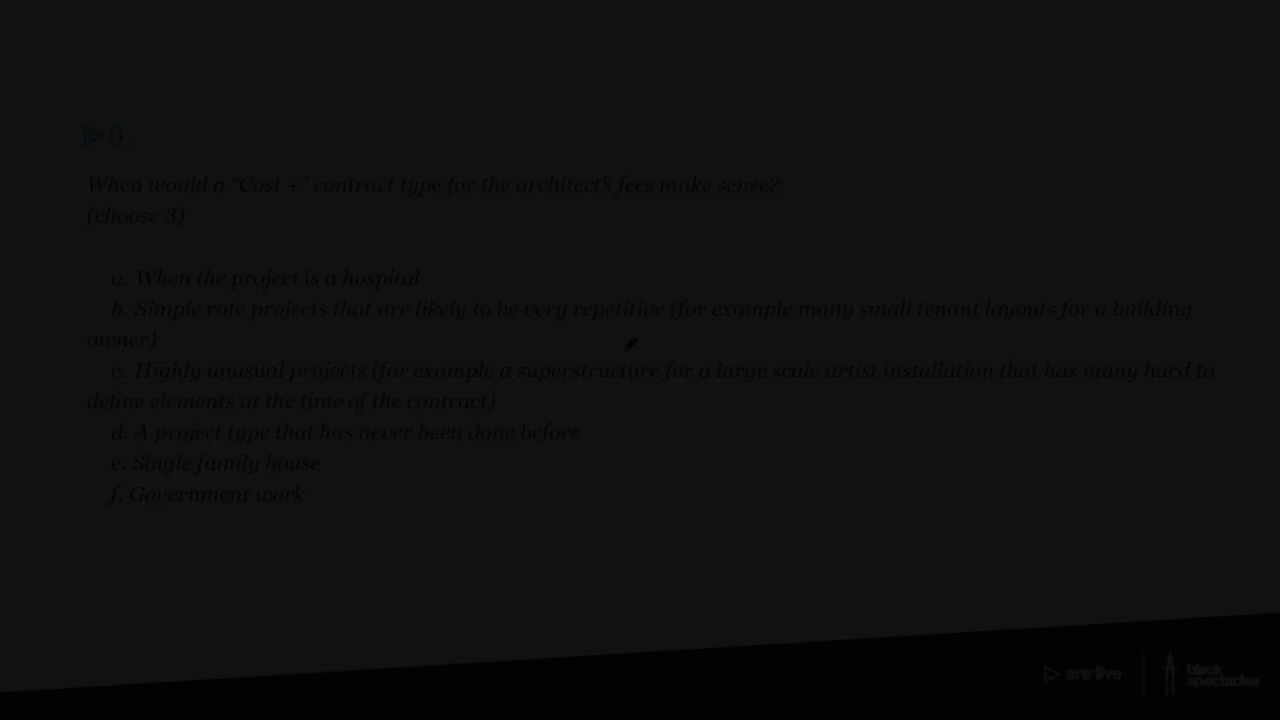 9.
When would a “Cost +” contract type for the architect’s fees make sense?
(choose 3)
a. When the project is a hospital
b. Simple rote projects that are likely to be very repetitive (for example many small tenant layouts for a building
owner)
c. Highly unusual projects (for example a superstructure for a large scale artist installation that has many hard to
define elements at the time of the contract)
d. A project type that has never been done before
e. Single family house
f. Government work
are live
black
spectacles